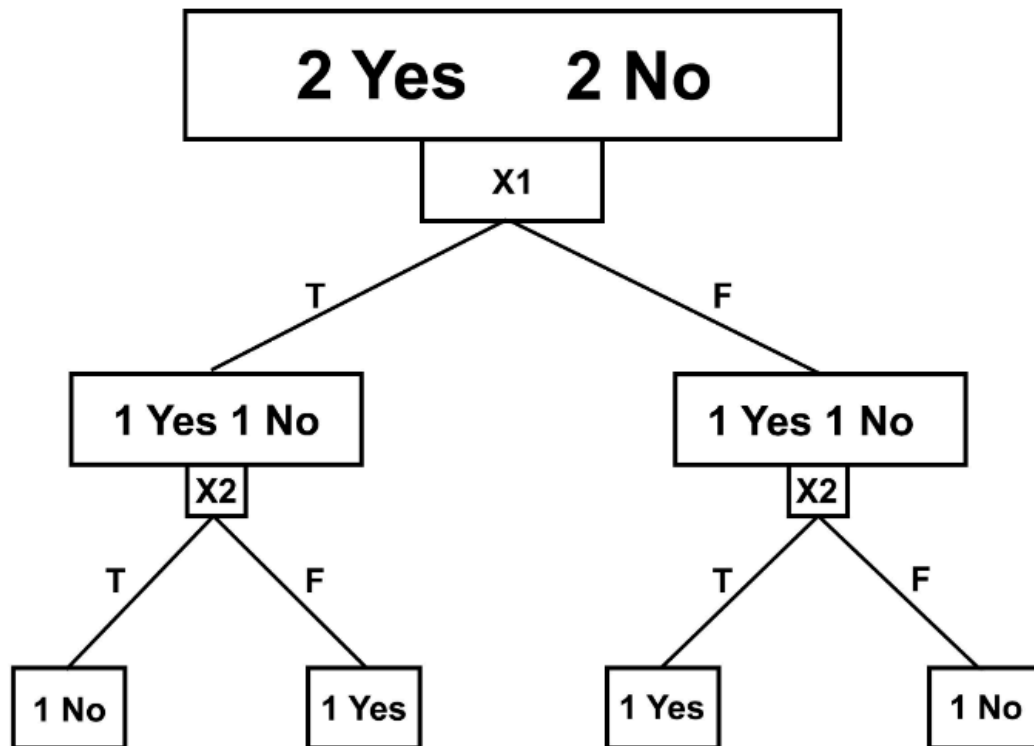 2 Yes 2 No
X1
T F
1 Yes 1 No 1 Yes 1 No
X2 X2
T F T F
1 No 1 Yes 1 Yes 1 No